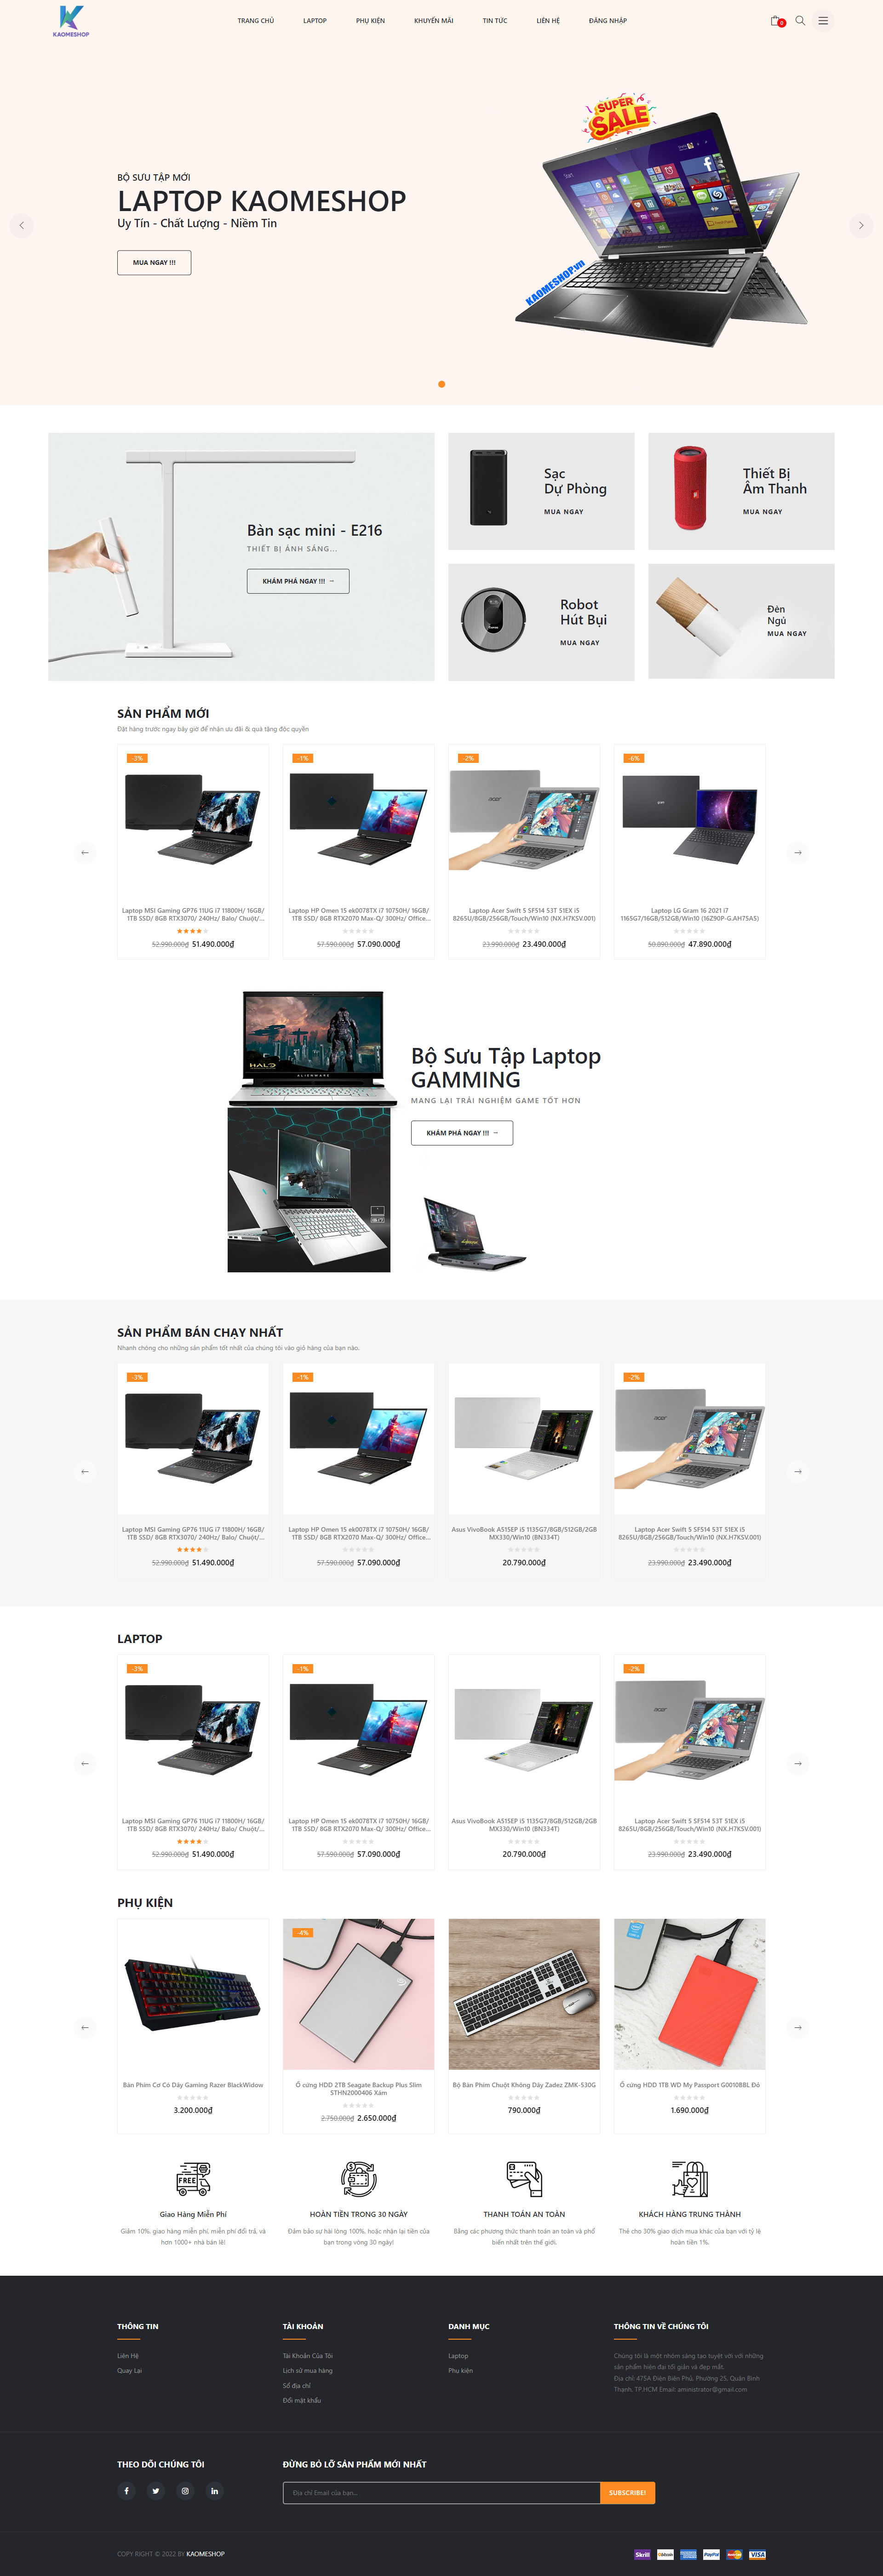 KAOMESHOP
TRANG CHỦ
LAPTOP
PHỤ KIỆN
KHUYẾN MÃI
TIN TỨC
LIÊN HỆ
ĐĂNG NHẬP
0
SUPER
SALE
BỘ SƯU TẬP MỚI
LAPTOP KAOMESHOP
Uy Tín - Chất Lượng - Niềm Tin
MUA NGAY !!!
KAOMESHOP.vn
Bàn sạc mini - E216
THIẾT BỊ ÁNH SÁNG...
KHÁM PHÁ NGAY !!! →
Sạc
Dự Phòng
MUA NGAY
Thiết Bị
Âm Thanh
MUA NGAY
Robot
Hút Bụi
MUA NGAY
Đèn
Ngủ
MUA NGAY
SẢN PHẨM MỚI
Đặt hàng trước ngay bây giờ để nhận ưu đãi & quà tặng độc quyền
-3%
Laptop MSI Gaming GP76 11UG i7 11800H/ 16GB/
1TB SSD/ 8GB RTX3070/ 240Hz/ Balo/ Chuột/...
52.990.000₫ 51.490.000₫
-1%
Laptop HP Omen 15 ek0078TX i7 10750H/ 16GB/
1TB SSD/ 8GB RTX2070 Max-Q/ 300Hz/ Office...
57.590.000₫ 57.090.000₫
-2%
Laptop Acer Swift 5 SF514 53T 51EX i5
8265U/8GB/256GB/Touch/Win10 (NX.H7KSV.001)
23.990.000₫ 23.490.000₫
-6%
Laptop LG Gram 16 2021 i7
1165G7/16GB/512GB/Win10 (16Z90P-G.AH75A5)
50.890.000₫ 47.890.000₫
HALO
ALIENWARE
Bộ Sưu Tập Laptop
GAMMING
MANG LẠI TRẢI NGHIỆM GAME TỐT HƠN
KHÁM PHÁ NGAY !!! →
SẢN PHẨM BÁN CHẠY NHẤT
Nhanh chóng cho những sản phẩm tốt nhất của chúng tôi vào giỏ hàng của bạn nào.
-3%
Laptop MSI Gaming GP76 11UG i7 11800H/ 16GB/
1TB SSD/ 8GB RTX3070/ 240Hz/ Balo/ Chuột/...
52.990.000₫ 51.490.000₫
-1%
Laptop HP Omen 15 ek0078TX i7 10750H/ 16GB/
1TB SSD/ 8GB RTX2070 Max-Q/ 300Hz/ Office...
57.590.000₫ 57.090.000₫
Asus VivoBook A515EP i5 1135G7/8GB/512GB/2GB
MX330/Win10 (BN334T)
20.790.000₫
-2%
Laptop Acer Swift 5 SF514 53T 51EX i5
8265U/8GB/256GB/Touch/Win10 (NX.H7KSV.001)
23.990.000₫ 23.490.000₫
LAPTOP
-3%
Laptop MSI Gaming GP76 11UG i7 11800H/ 16GB/
1TB SSD/ 8GB RTX3070/ 240Hz/ Balo/ Chuột/...
52.990.000₫ 51.490.000₫
-1%
Laptop HP Omen 15 ek0078TX i7 10750H/ 16GB/
1TB SSD/ 8GB RTX2070 Max-Q/ 300Hz/ Office...
57.590.000₫ 57.090.000₫
Asus VivoBook A515EP i5 1135G7/8GB/512GB/2GB
MX330/Win10 (BN334T)
20.790.000₫
-2%
Laptop Acer Swift 5 SF514 53T 51EX i5
8265U/8GB/256GB/Touch/Win10 (NX.H7KSV.001)
23.990.000₫ 23.490.000₫
PHỤ KIỆN
Bàn Phím Cơ Có Dây Gaming Razer BlackWidow
3.200.000₫
-4%
Ổ cứng HDD 2TB Seagate Backup Plus Slim
STHN2000406 Xám
2.750.000₫ 2.650.000₫
Bộ Bàn Phím Chuột Không Dây Zadez ZMK-530G
790.000₫
Ổ cứng HDD 1TB WD My Passport G0010BBL Đỏ
1.690.000₫
FREE
Giao Hàng Miễn Phí
Giảm 10%, giao hàng miễn phí, miễn phí đổi trả, và
hơn 1000+ nhà bán lẻ!
HOÀN TIỀN TRONG 30 NGÀY
Đảm bảo sự hài lòng 100%, hoặc nhận lại tiền của
bạn trong vòng 30 ngày!
THANH TOÁN AN TOÀN
Bằng các phương thức thanh toán an toàn và phổ
biến nhất trên thế giới.
KHÁCH HÀNG TRUNG THÀNH
Thẻ cho 30% giao dịch mua khác của bạn với tỷ lệ
hoàn tiền 1%.
THÔNG TIN
Liên Hệ
Quay Lại
TÀI KHOẢN
Tài Khoản Của Tôi
Lịch sử mua hàng
Sổ địa chỉ
Đổi mật khẩu
DANH MỤC
Laptop
Phụ kiện
THÔNG TIN VỀ CHÚNG TÔI
Chúng tôi là một nhóm sáng tạo tuyệt vời với những
sản phẩm hiện đại tối giản và đẹp mắt.
Địa chỉ: 475A Điện Biên Phủ, Phường 25, Quận Bình
Thạnh, TP.HCM Email: aministrator@gmail.com
THEO DÕI CHÚNG TÔI
ĐỪNG BỎ LỠ SẢN PHẨM MỚI NHẤT
Địa chỉ Email của bạn...
SUBSCRIBE!
COPY RIGHT © 2022 BY KAOMESHOP
Skrill
bitcoin
PayPal
VISA